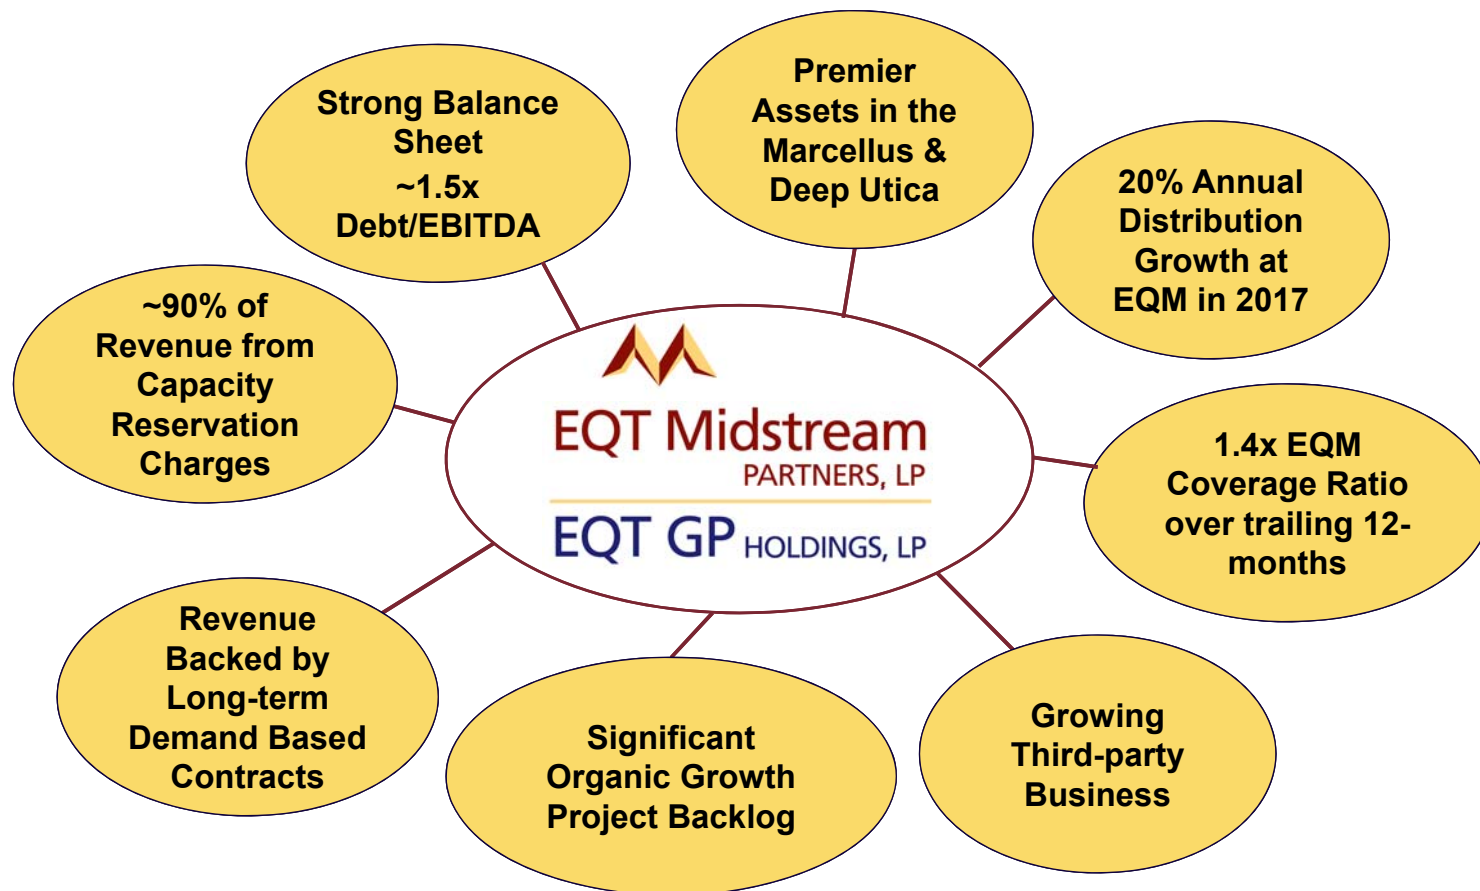 Premier
Assets in the
Marcellus &
Deep Utica
Strong Balance
Sheet
~1.5x
Debt/EBITDA
20% Annual
Distribution
Growth at
EQM in 2017
~90% of
Revenue from
Capacity
Reservation
Charges
EQT Midstream
PARTNERS, LP
EQT GP HOLDINGS, LP
1.4x EQM
Coverage Ratio
over trailing 12-
months
Revenue
Backed by
Long-term
Demand Based
Contracts
Significant
Organic Growth
Project Backlog
Growing
Third-party
Business